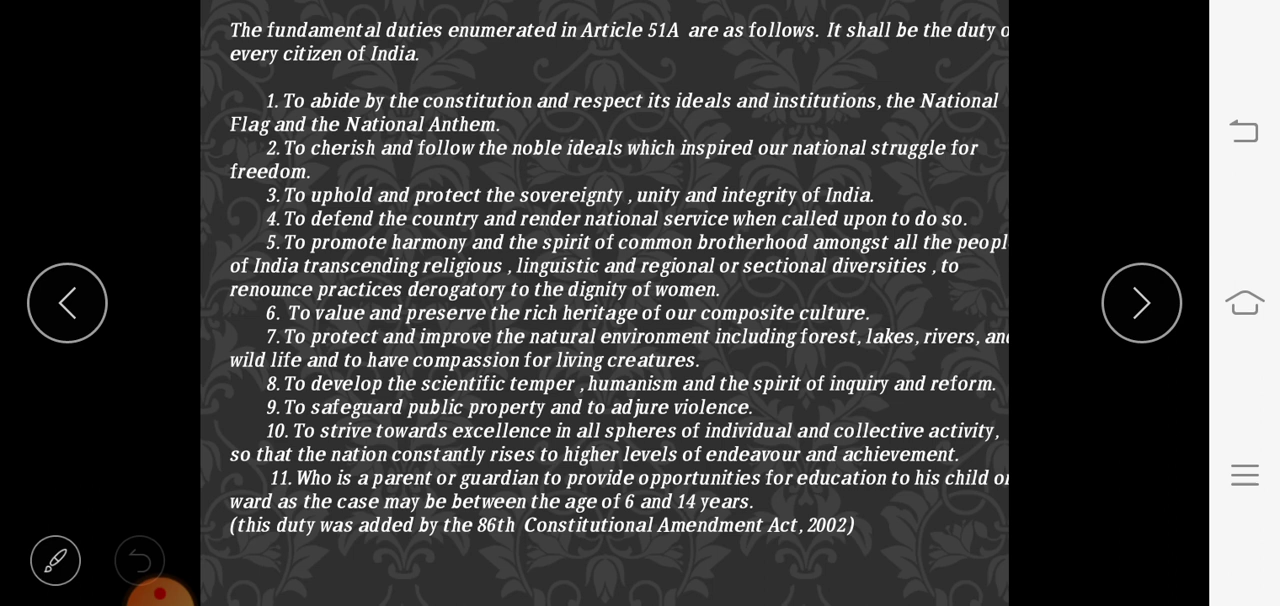 The fundamental duties enumerated in Article 51A are as follows. It shall be the duty
every citizen of India.
1. To abide by the constitution and respect its ideals and institutions, the National
Flag and the National Anthem.
2. To cherish and follow the noble ideals which inspired our national struggle for
freedom.
3. To uphold and protect the sovereignty , unity and integrity of India.
4. To defend the country and render national service when called upon to do so.
5. To promote harmony and the spirit of common brotherhood amongst all the peopl
of India transcending religious , linguistic and regional or sectional diversities , to
renounce practices derogatory to the dignity of women.
6. To value and preserve the rich heritage of our composite culture.
7. To protect and improve the natural environment including forest, lakes, rivers, and
wild life and to have compassion for living creatures.
8. To develop the scientific temper , humanism and the spirit of inquiry and reform.
9. To safeguard public property and to adjure violence.
10. To strive towards excellence in all spheres of individual and collective activity,
so that the nation constantly rises to higher levels of endeavour and achievement.
11. Who is a parent or guardian to provide opportunities for education to his child or
ward as the case may be between the age of 6 and 14 years.
(this duty was added by the 86th Constitutional Amendment Act, 2002)